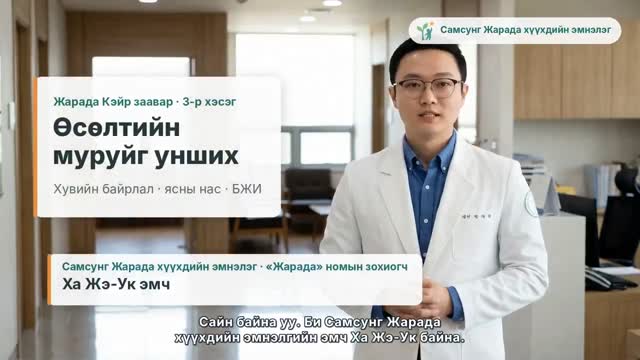 Самсунг Жарада хүүхдийн эмнэлэг
Жарада Кэйр заавар · 3-р хэсэг
Өсөлтийн
муруйг унших
Хувийн байрлал · ясны нас · БЖИ
Самсунг Жарада хүүхдийн эмнэлэг · «Жарада» номын зохиогч
Ха Жэ-Ук эмч
Сайн байна уу. Би Самсунг Жарада
хүүхдийн эмнэлгийн эмч Ха Жэ-Ук байна.